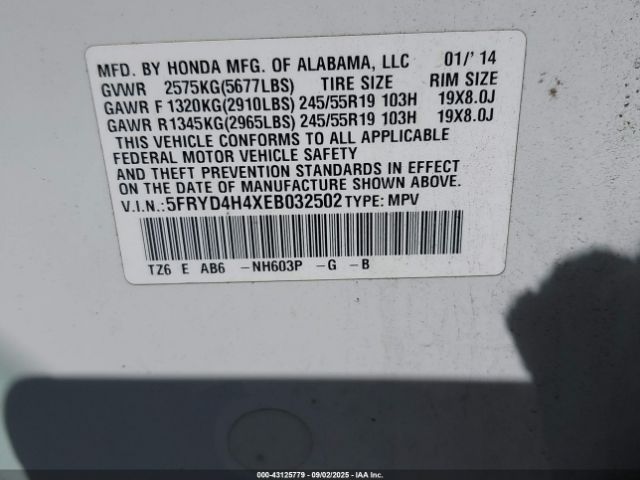 MFD. BY HONDA MFG. OF ALABAMA, LLC 01/' 14
GVWR 2575KG(5677LBS) TIRE SIZE RIM SIZE
GAWR F 1320KG(2910LBS) 245/55R19 103H 19X8.0J
GAWR R1345KG(2965LBS) 245/55R19 103H 19X8.0J
THIS VEHICLE CONFORMS TO ALL APPLICABLE
FEDERAL MOTOR VEHICLE SAFETY
AND THEFT PREVENTION STANDARDS IN EFFECT
ON THE DATE OF MANUFACTURE SHOWN ABOVE.
V.I.N.:5FRYD4H4XEB032502 TYPE: MPV
TZ6 E AB6 -NH603P -G -B
000-43125779 - 09/02/2025 - IAA Inc.